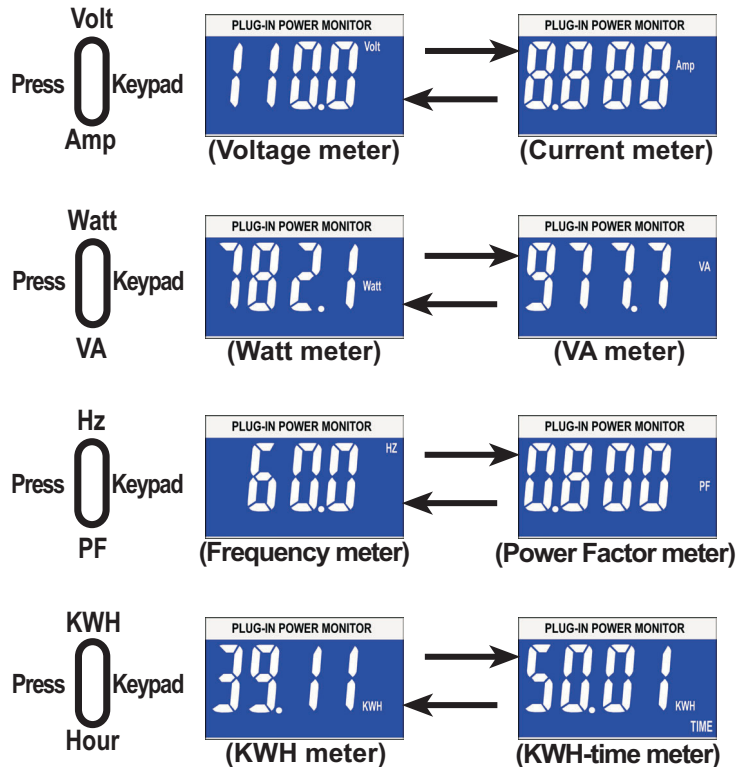 Volt
Press Keypad
Amp
PLUG-IN POWER MONITOR
110.0 Volt
(Voltage meter)
PLUG-IN POWER MONITOR
8.888 Amp
(Current meter)
Watt
Press Keypad
VA
PLUG-IN POWER MONITOR
782.1 Watt
(Watt meter)
PLUG-IN POWER MONITOR
977.7 VA
(VA meter)
Hz
Press Keypad
PF
PLUG-IN POWER MONITOR
60.0 HZ
(Frequency meter)
PLUG-IN POWER MONITOR
0.800 PF
(Power Factor meter)
KWH
Press Keypad
Hour
PLUG-IN POWER MONITOR
39.11 KWH
(KWH meter)
PLUG-IN POWER MONITOR
50.01 KWH
TIME
(KWH-time meter)